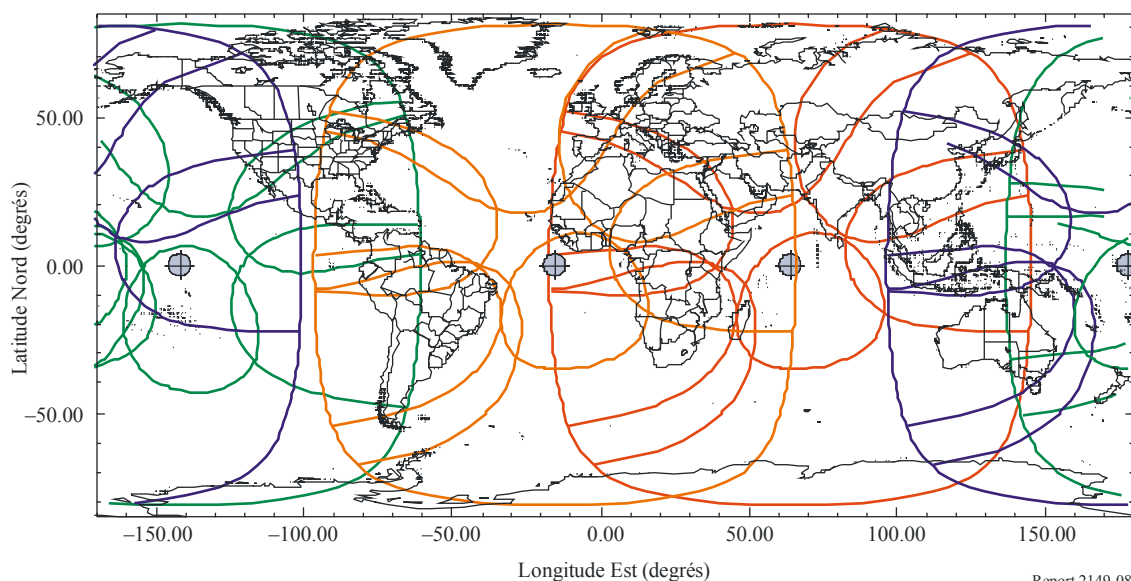 50.00
0.00
–50.00
Latitude Nord (degrés)
–150.00 –100.00 –50.00 0.00 50.00 100.00 150.00
Longitude Est (degrés)
Report 2149-08